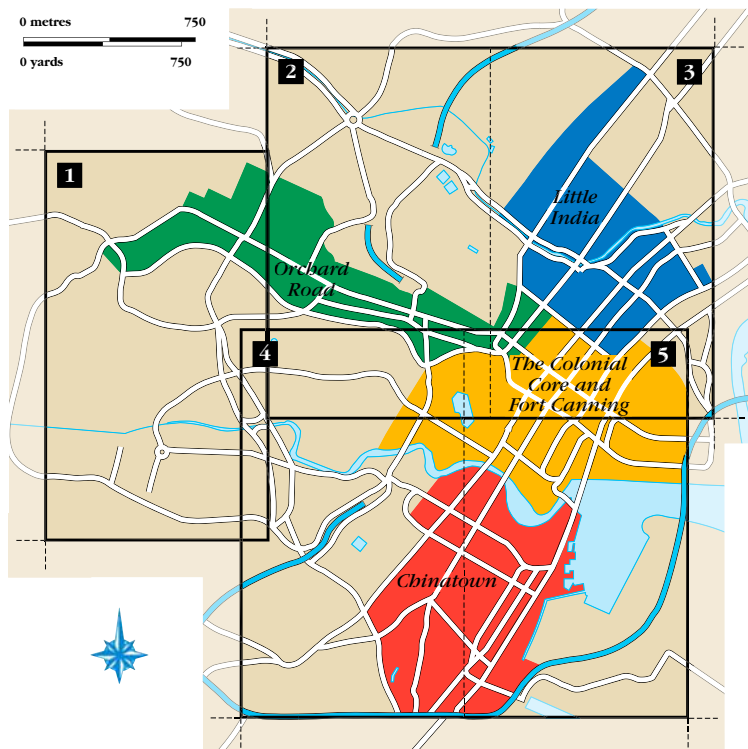 0 metres 750
0 yards 750
2
3
1
Little
India
Orchard
Road
4
5
The Colonial
Core and
Fort Canning
Chinatown